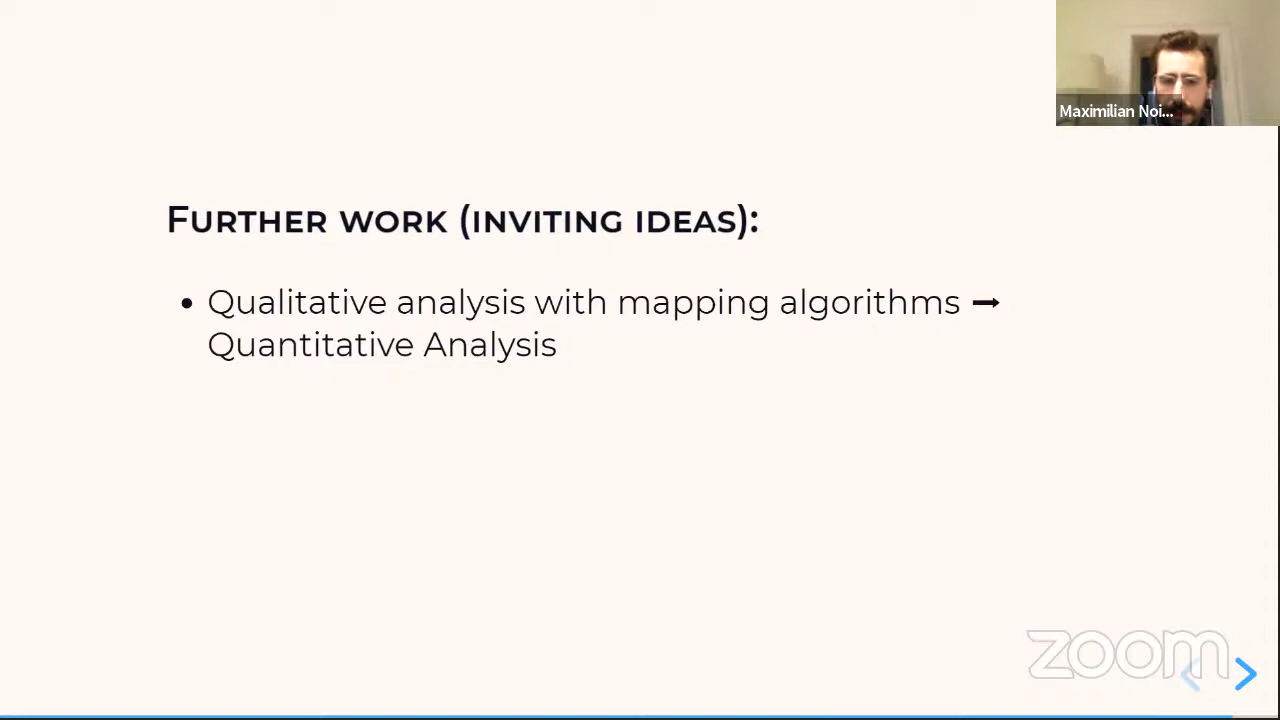 Maximilian Noi...
FURTHER WORK (INVITING IDEAS):
• Qualitative analysis with mapping algorithms ➞
Quantitative Analysis
zoom